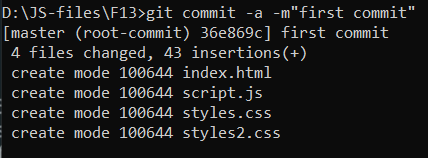 D:\JS-files\F13>git commit -a -m"first commit"
[master (root-commit) 36e869c] first commit
 4 files changed, 43 insertions(+)
 create mode 100644 index.html
 create mode 100644 script.js
 create mode 100644 styles.css
 create mode 100644 styles2.css